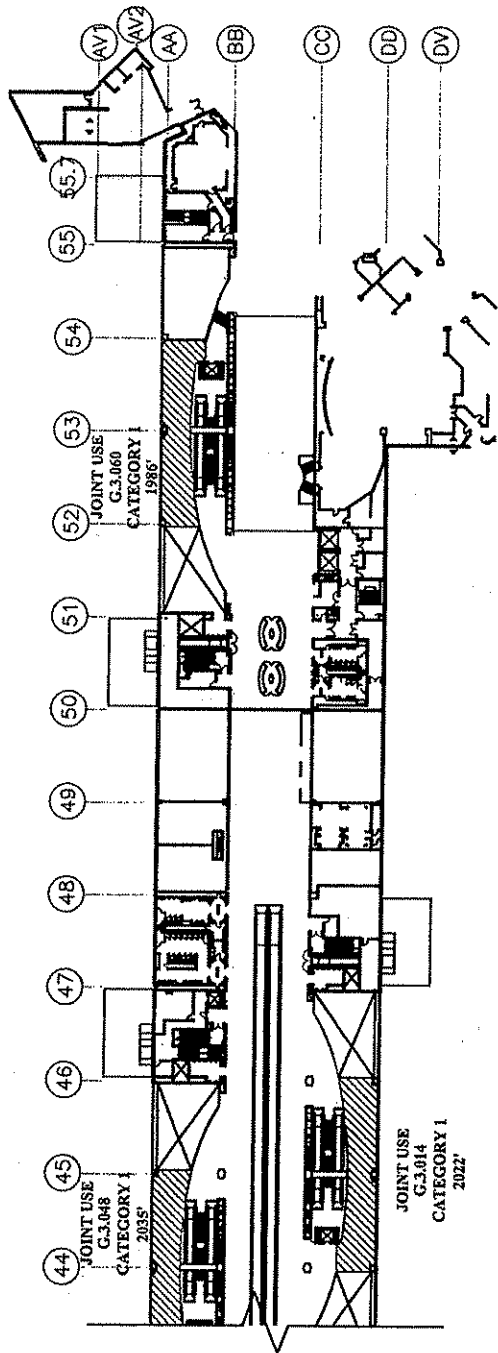 AV1
AV2
AA
BB
CC
DD
DV
55.7
55
54
53
52
51
50
49
48
47
46
45
44
JOINT USE
G.3.060
CATEGORY 1
1986'
JOINT USE
G.3.048
CATEGORY 1
2035'
JOINT USE
G.3.014
CATEGORY 1
2022'